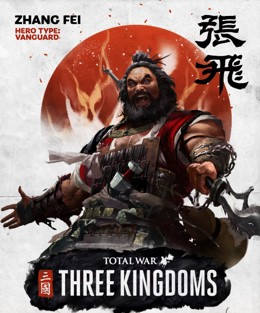 ZHANG FEI
HERO TYPE:
VANGUARD
張
飛
TOTAL WAR
三國
THREE KINGDOMS